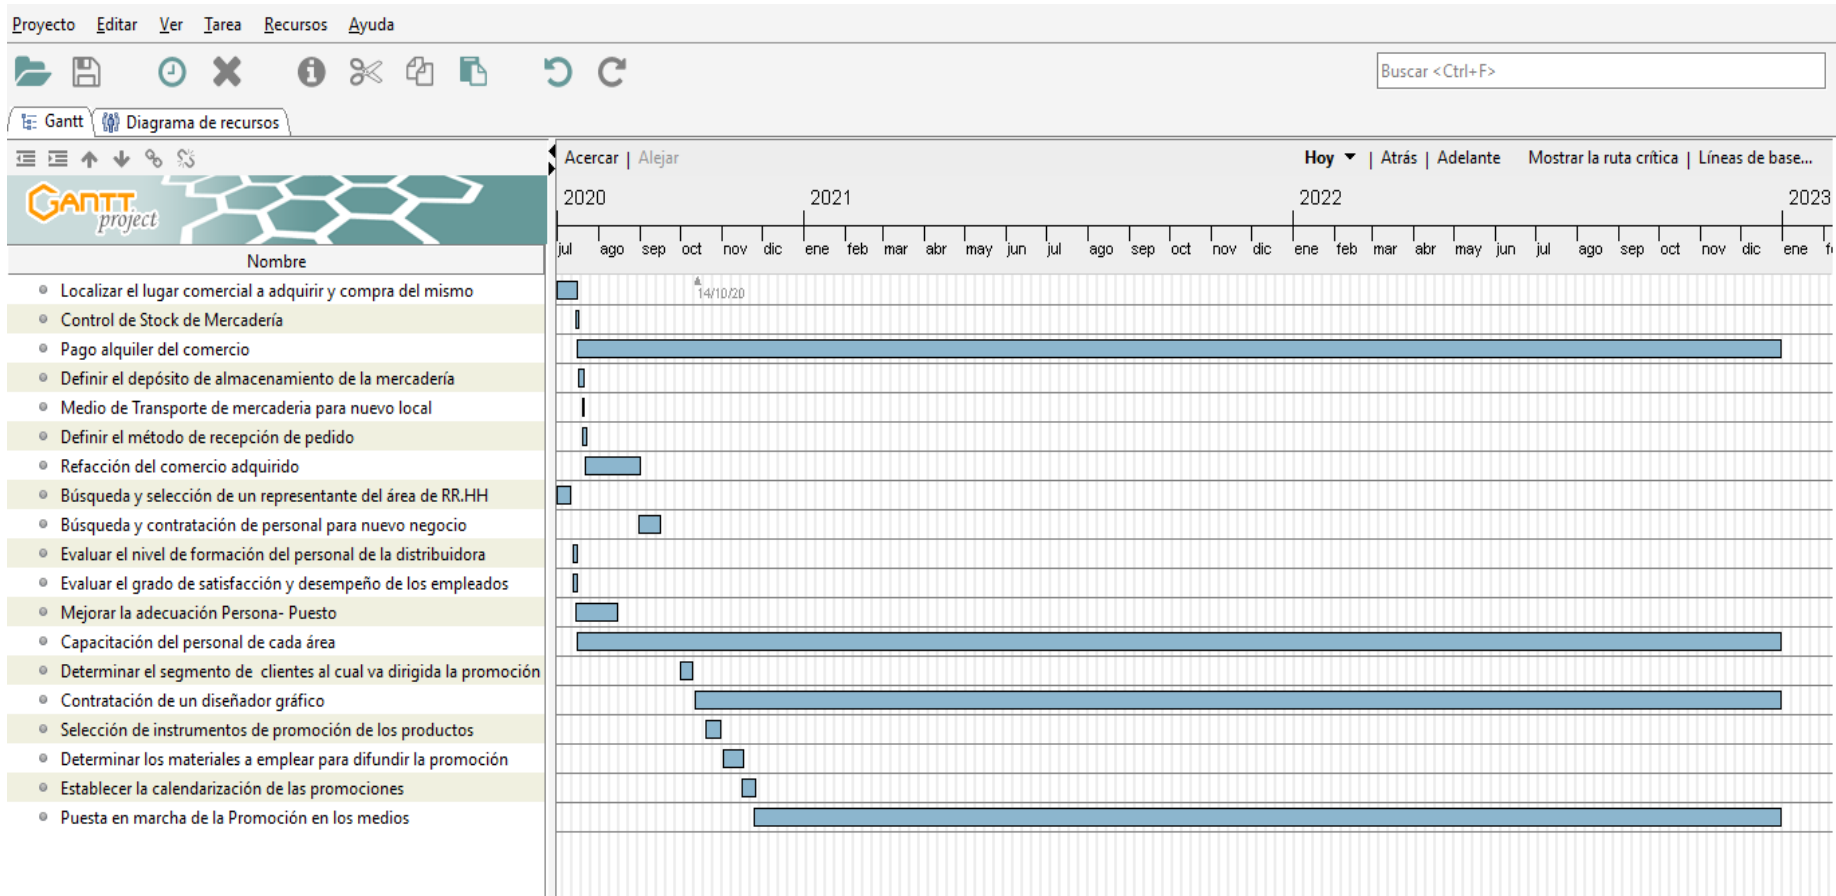 Proyecto Editar Ver Tarea Recursos Ayuda
Buscar <Ctrl+F>
Gantt Diagrama de recursos
Acercar | Alejar Hoy | Atrás | Adelante Mostrar la ruta crítica | Líneas de base...
GANTT project
2020 2021 2022 2023
jul ago sep oct nov dic ene feb mar abr may jun jul ago sep oct nov dic ene feb mar abr may jun jul ago sep oct nov dic ene
Nombre
Localizar el lugar comercial a adquirir y compra del mismo
14/10/20
Control de Stock de Mercadería
Pago alquiler del comercio
Definir el depósito de almacenamiento de la mercadería
Medio de Transporte de mercaderia para nuevo local
Definir el método de recepción de pedido
Refacción del comercio adquirido
Búsqueda y selección de un representante del área de RR.HH
Búsqueda y contratación de personal para nuevo negocio
Evaluar el nivel de formación del personal de la distribuidora
Evaluar el grado de satisfacción y desempeño de los empleados
Mejorar la adecuación Persona- Puesto
Capacitación del personal de cada área
Determinar el segmento de clientes al cual va dirigida la promoción
Contratación de un diseñador gráfico
Selección de instrumentos de promoción de los productos
Determinar los materiales a emplear para difundir la promoción
Establecer la calendarización de las promociones
Puesta en marcha de la Promoción en los medios